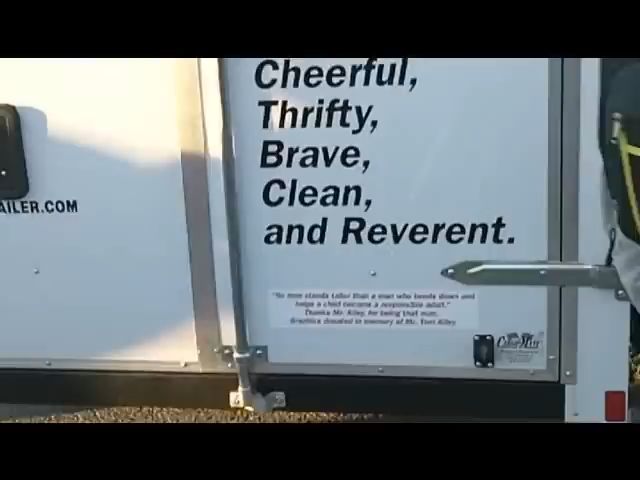 Cheerful,
Thrifty,
Brave,
Clean,
and Reverent.
AILER.COM
"No man stands taller than a man who bends down and
helps a child become a responsible adult."
Thanks Mr. Kiley, for being that man.
Graphics donated in memory of Mr. Tom Kiley